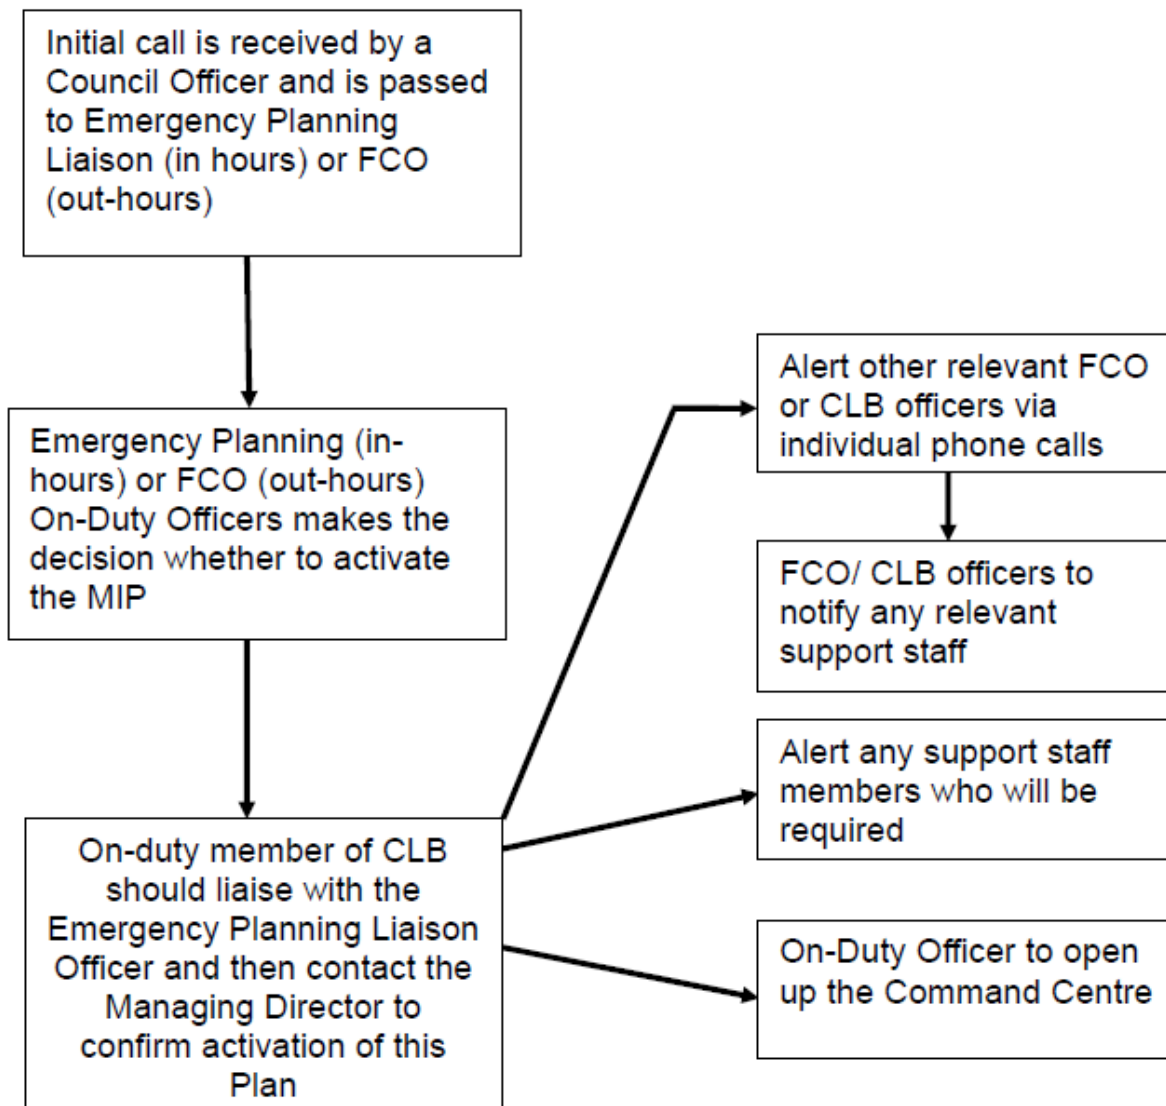 Initial call is received by a
Council Officer and is passed
to Emergency Planning
Liaison (in hours) or FCO
(out-hours)
Emergency Planning (in-
hours) or FCO (out-hours)
On-Duty Officers makes the
decision whether to activate
the MIP
On-duty member of CLB
should liaise with the
Emergency Planning Liaison
Officer and then contact the
Managing Director to
confirm activation of this
Plan
Alert other relevant FCO
or CLB officers via
individual phone calls
FCO/ CLB officers to
notify any relevant
support staff
Alert any support staff
members who will be
required
On-Duty Officer to open
up the Command Centre